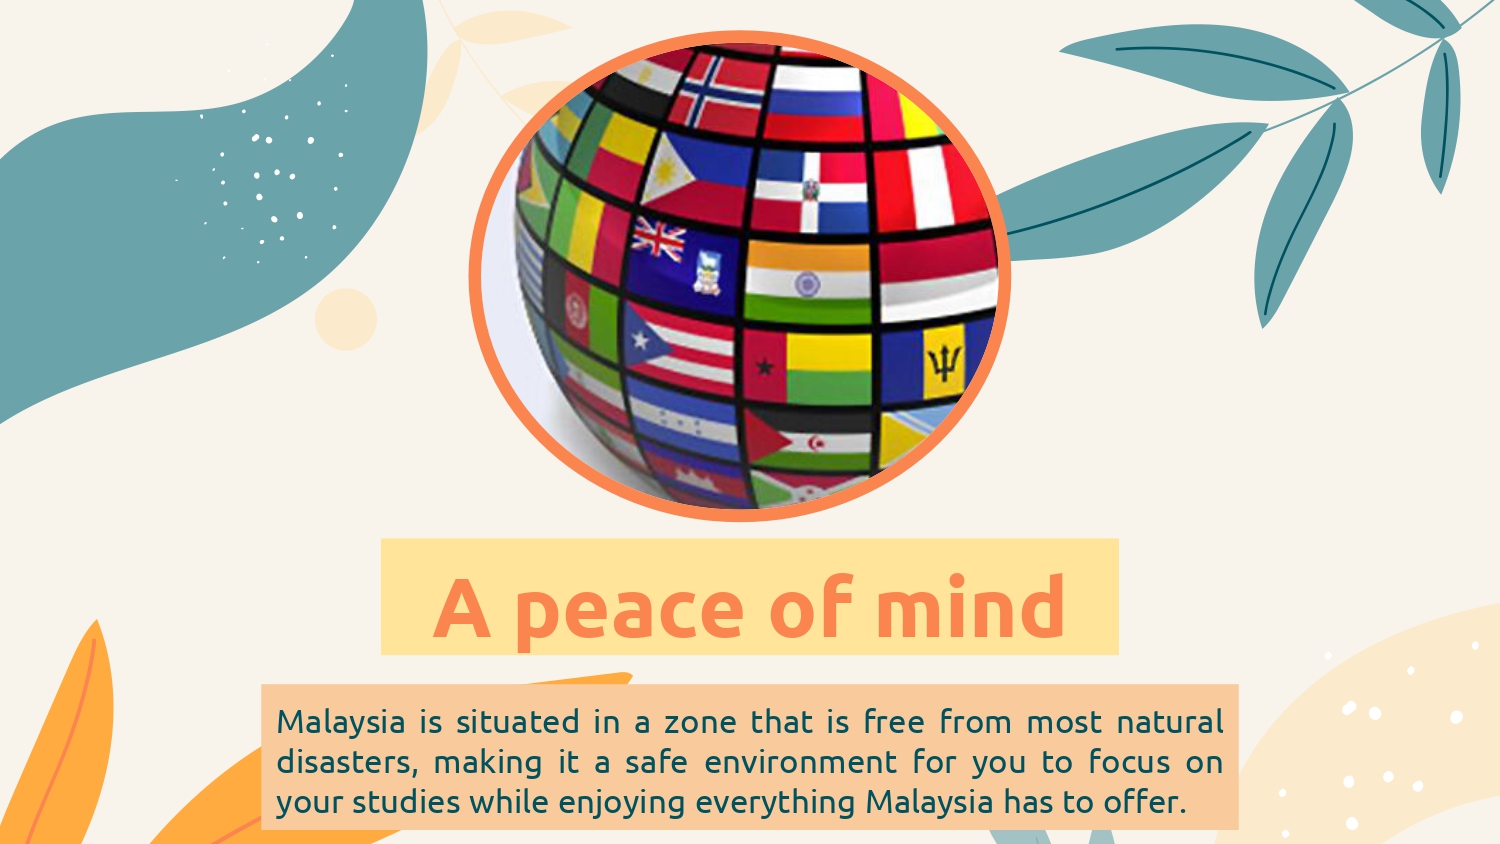 A peace of mind
Malaysia is situated in a zone that is free from most natural
disasters, making it a safe environment for you to focus on
your studies while enjoying everything Malaysia has to offer.